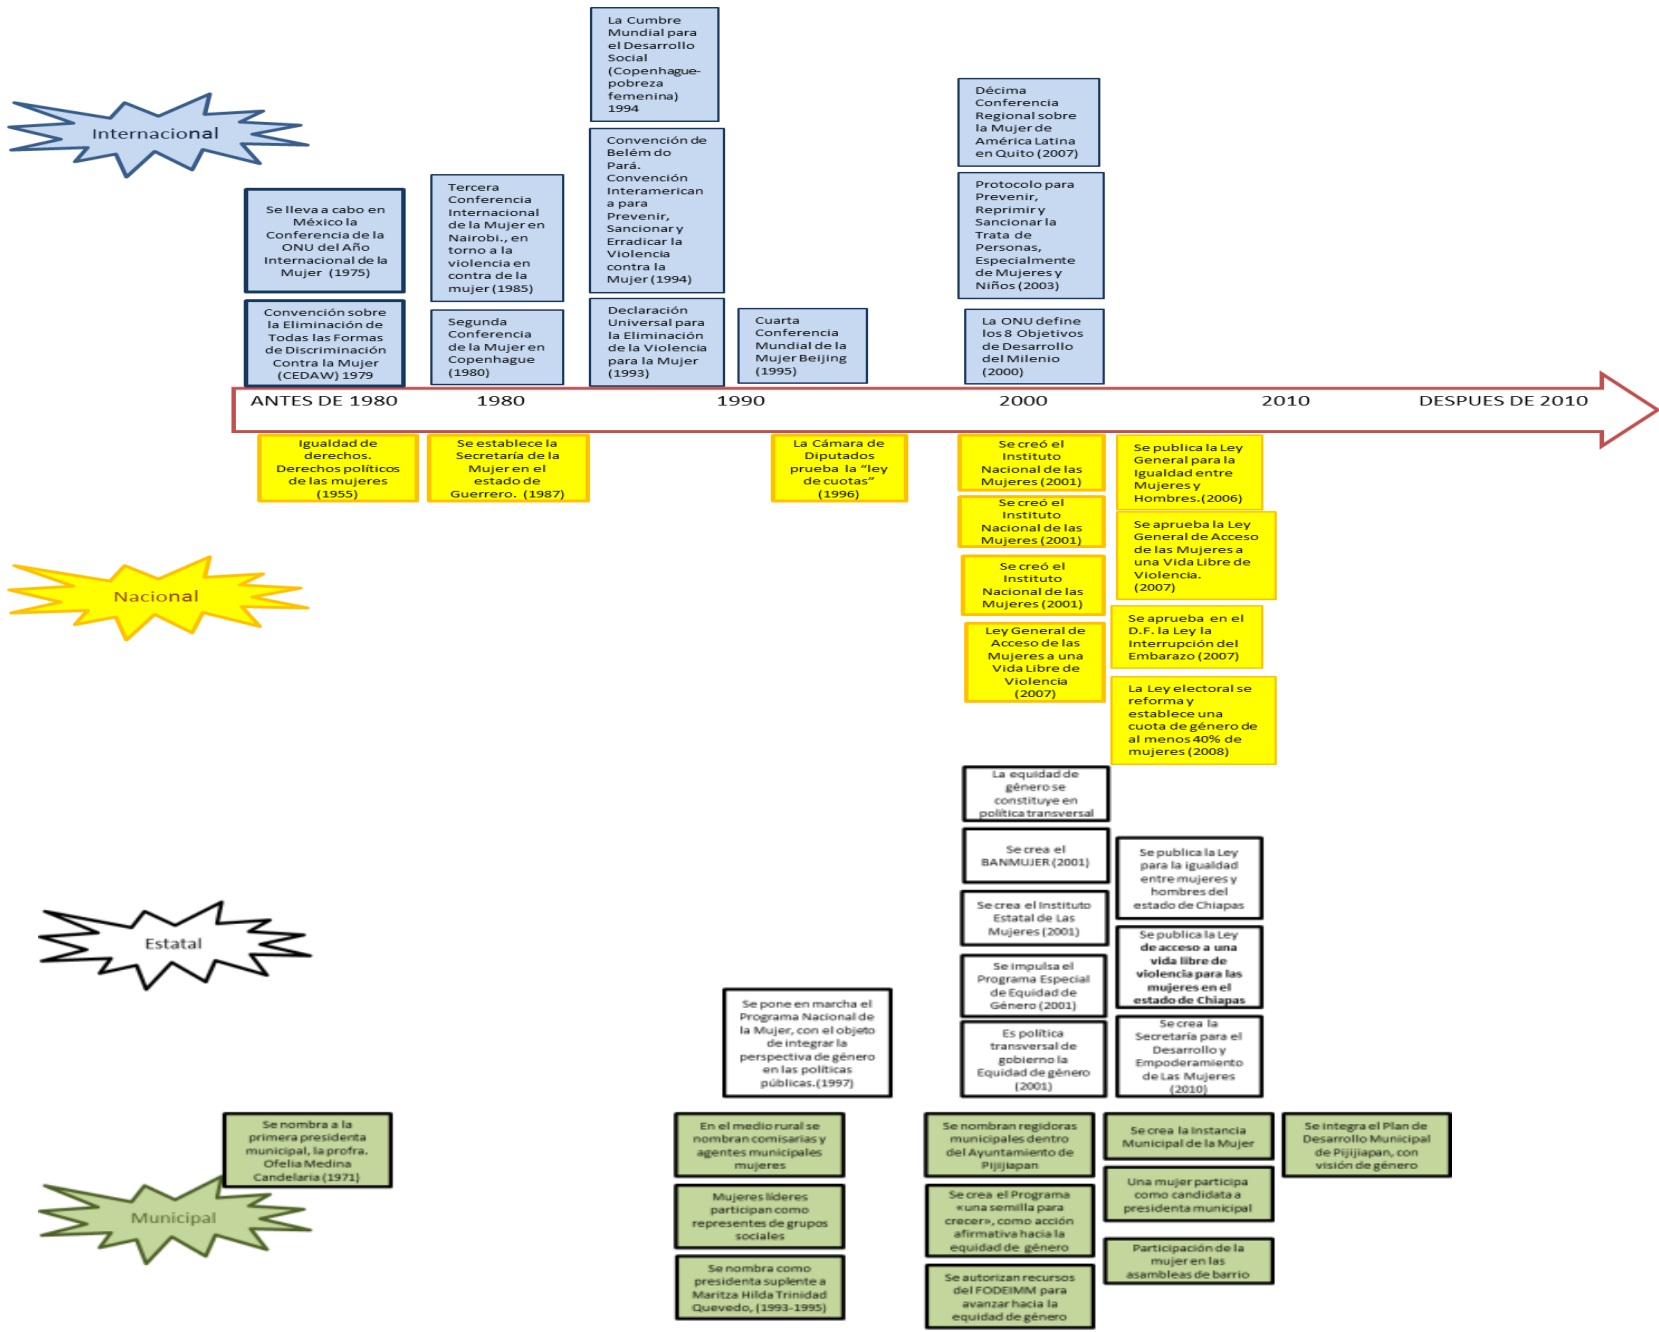 La Cumbre
Mundial para
el Desarrollo
Social
(Copenhague-
pobreza
femenina)
1994
Internacional
Décima
Conferencia
Regional sobre
la Mujer de
América Latina
en Quito (2007)
Convención de
Belém do
Pará.
Convención
Interamerican
a para
Prevenir,
Sancionar y
Erradicar la
Violencia
contra la
Mujer (1994)
Tercera
Conferencia
Internacional
de la Mujer en
Nairobi., en
torno a la
violencia en
contra de la
mujer (1985)
Protocolo para
Prevenir,
Reprimir y
Sancionar la
Trata de
Personas,
Especialmente
de Mujeres y
Niños (2003)
Se lleva a cabo en
México la
Conferencia de la
ONU del Año
Internacional de la
Mujer (1975)
Convención sobre
la Eliminación de
Todas las Formas
de Discriminación
Contra la Mujer
(CEDAW) 1979
Segunda
Conferencia
de la Mujer en
Copenhague
(1980)
Declaración
Universal para
la Eliminación
de la Violencia
para la Mujer
(1993)
Cuarta
Conferencia
Mundial de la
Mujer Beijing
(1995)
La ONU define
los 8 Objetivos
de Desarrollo
del Milenio
(2000)
ANTES DE 1980 1980 1990 2000 2010 DESPUES DE 2010
Igualdad de
derechos.
Derechos políticos
de las mujeres
(1955)
Se establece la
Secretaría de la
Mujer en el
estado de
Guerrero. (1987)
La Cámara de
Diputados
prueba la “ley
de cuotas”
(1996)
Se creó el
Instituto
Nacional de las
Mujeres (2001)
Se publica la Ley
General para la
Igualdad entre
Mujeres y
Hombres.(2006)
Se creó el
Instituto
Nacional de las
Mujeres (2001)
Se aprueba la Ley
General de Acceso
de las Mujeres a
una Vida Libre de
Violencia.
(2007)
Nacional
Se creó el
Instituto
Nacional de las
Mujeres (2001)
Se aprueba en el
D.F. la Ley la
Interrupción del
Embarazo (2007)
Ley General de
Acceso de las
Mujeres a una
Vida Libre de
Violencia
(2007)
La Ley electoral se
reforma y
establece una
cuota de género de
al menos 40% de
mujeres (2008)
La equidad de
género se
constituye en
política transversal
Se crea el
BANMUJER (2001)
Se publica la Ley
para la igualdad
entre mujeres y
hombres del
estado de Chiapas
Se crea el Instituto
Estatal de Las
Mujeres (2001)
Estatal
Se publica la Ley
de acceso a una
vida libre de
violencia para las
mujeres en el
estado de Chiapas
Se impulsa el
Programa Especial
de Equidad de
Género (2001)
Se pone en marcha el
Programa Nacional de
la Mujer, con el objeto
de integrar la
perspectiva de género
en las políticas
públicas.(1997)
Es política
transversal de
gobierno la
Equidad de género
(2001)
Se crea la
Secretaría para el
Desarrollo y
Empoderamiento
de Las Mujeres
(2010)
Se nombra a la
primera presidenta
municipal, la profra.
Ofelia Medina
Candelaria (1971)
En el medio rural se
nombran comisarias y
agentes municipales
mujeres
Se nombran regidoras
municipales dentro
del Ayuntamiento de
Pijijiapan
Se crea la Instancia
Municipal de la Mujer
Se integra el Plan de
Desarrollo Municipal
de Pijijiapan, con
visión de género
Municipal
Mujeres líderes
participan como
representes de grupos
sociales
Se crea el Programa
«una semilla para
crecer», como acción
afirmativa hacia la
equidad de género
Una mujer participa
como candidata a
presidenta municipal
Se nombra como
presidenta suplente a
Maritza Hilda Trinidad
Quevedo, (1993-1995)
Se autorizan recursos
del FODEIMM para
avanzar hacia la
equidad de género
Participación de la
mujer en las
asambleas de barrio